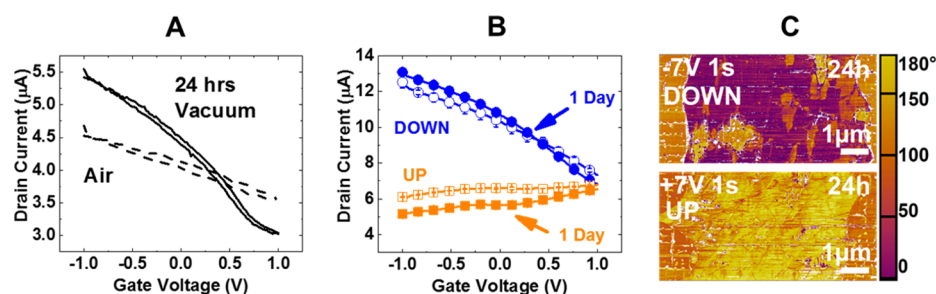 A
B
C
Drain Current (µA)
5.5
5.0
4.5
4.0
3.5
3.0
24 hrs
Vacuum
Air
-1.0
-0.5
0.0
0.5
1.0
Gate Voltage (V)
Drain Current (µA)
14
12
10
8
6
4
DOWN
1 Day
UP
1 Day
-1.0
-0.5
0.0
0.5
1.0
Gate Voltage (V)
-7V 1s
24h
DOWN
1µm
+7V 1s
24h
UP
1µm
180°
150
100
50
0